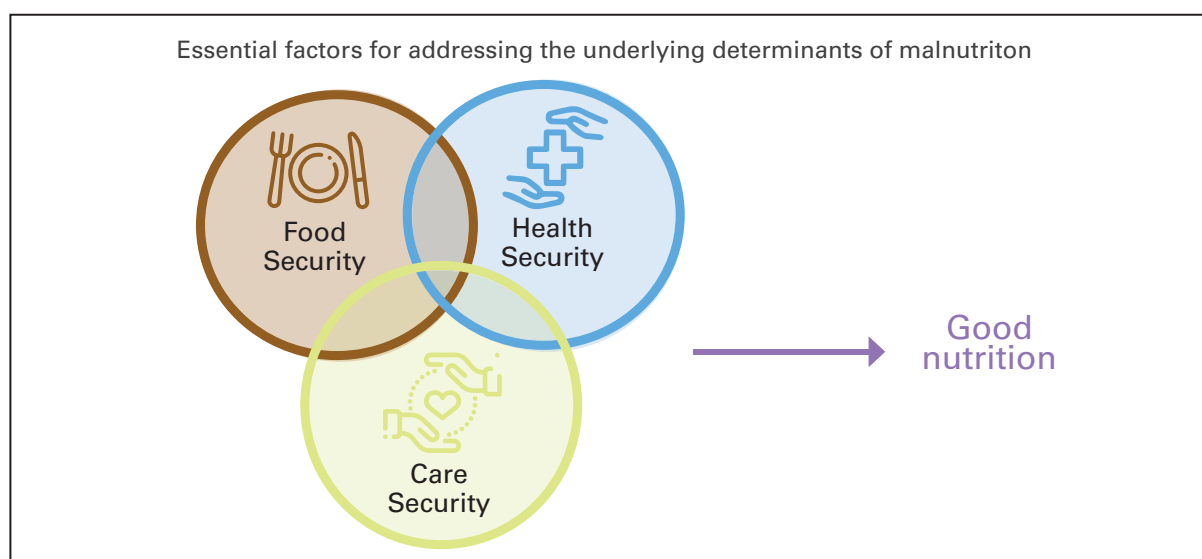 Essential factors for addressing the underlying determinants of malnutriton
Food
Security
Health
Security
Care
Security
Good
nutrition